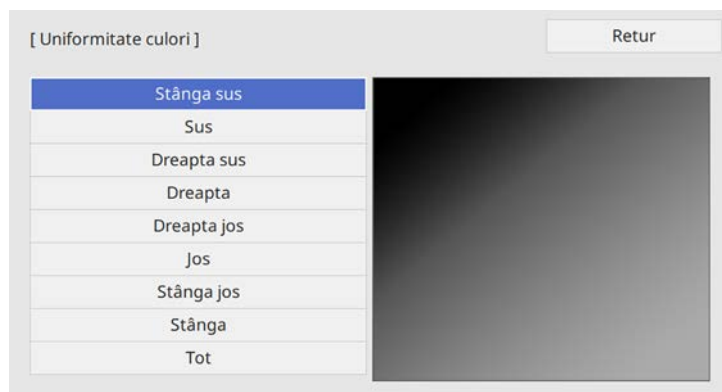 [ Uniformitate culori ]
Retur
Stânga sus
Sus
Dreapta sus
Dreapta
Dreapta jos
Jos
Stânga jos
Stânga
Tot